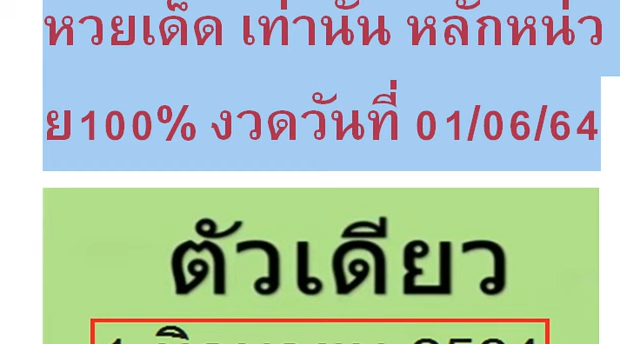 หวยเด็ด เท่านั้น หลักหน่ว
ย100% งวดวันที่ 01/06/64
ตัวเดียว